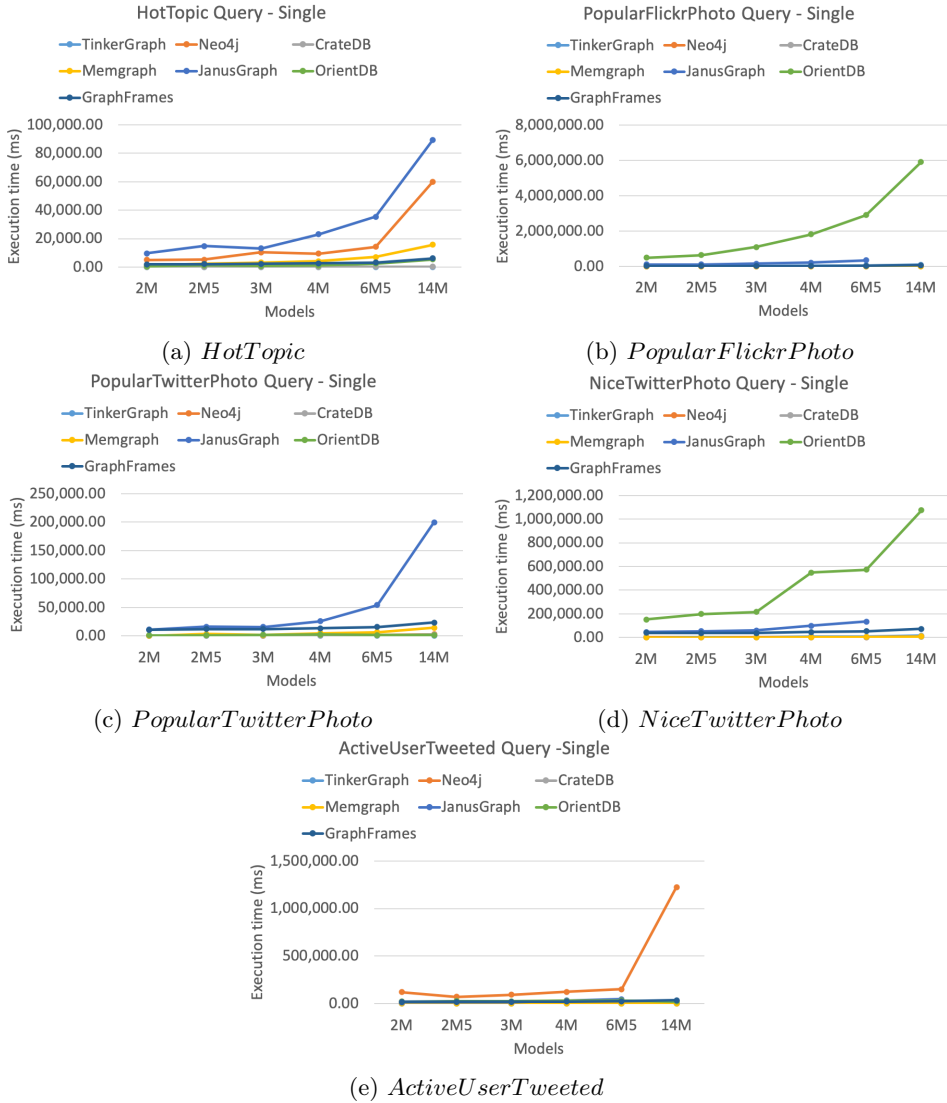 HotTopic Query - Single
TinkerGraph Neo4j CrateDB
Memgraph JanusGraph OrientDB
GraphFrames
Execution time (ms)
100,000.00
80,000.00
60,000.00
40,000.00
20,000.00
0.00
2M 2M5 3M 4M 6M5 14M
Models
(a) HotTopic
PopularFlickrPhoto Query - Single
TinkerGraph Neo4j CrateDB
Memgraph JanusGraph OrientDB
GraphFrames
Execution time (ms)
8,000,000.00
6,000,000.00
4,000,000.00
2,000,000.00
0.00
2M 2M5 3M 4M 6M5 14M
Models
(b) PopularFlickrPhoto
PopularTwitterPhoto Query - Single
TinkerGraph Neo4j CrateDB
Memgraph JanusGraph OrientDB
GraphFrames
Execution time (ms)
250,000.00
200,000.00
150,000.00
100,000.00
50,000.00
0.00
2M 2M5 3M 4M 6M5 14M
Models
(c) PopularTwitterPhoto
NiceTwitterPhoto Query - Single
TinkerGraph Neo4j CrateDB
Memgraph JanusGraph OrientDB
GraphFrames
Execution time (ms)
1,200,000.00
1,000,000.00
800,000.00
600,000.00
400,000.00
200,000.00
0.00
2M 2M5 3M 4M 6M5 14M
Models
(d) NiceTwitterPhoto
ActiveUserTweeted Query -Single
TinkerGraph Neo4j CrateDB
Memgraph JanusGraph OrientDB
GraphFrames
Execution time (ms)
1,500,000.00
1,000,000.00
500,000.00
0.00
2M 2M5 3M 4M 6M5 14M
Models
(e) ActiveUserTweeted